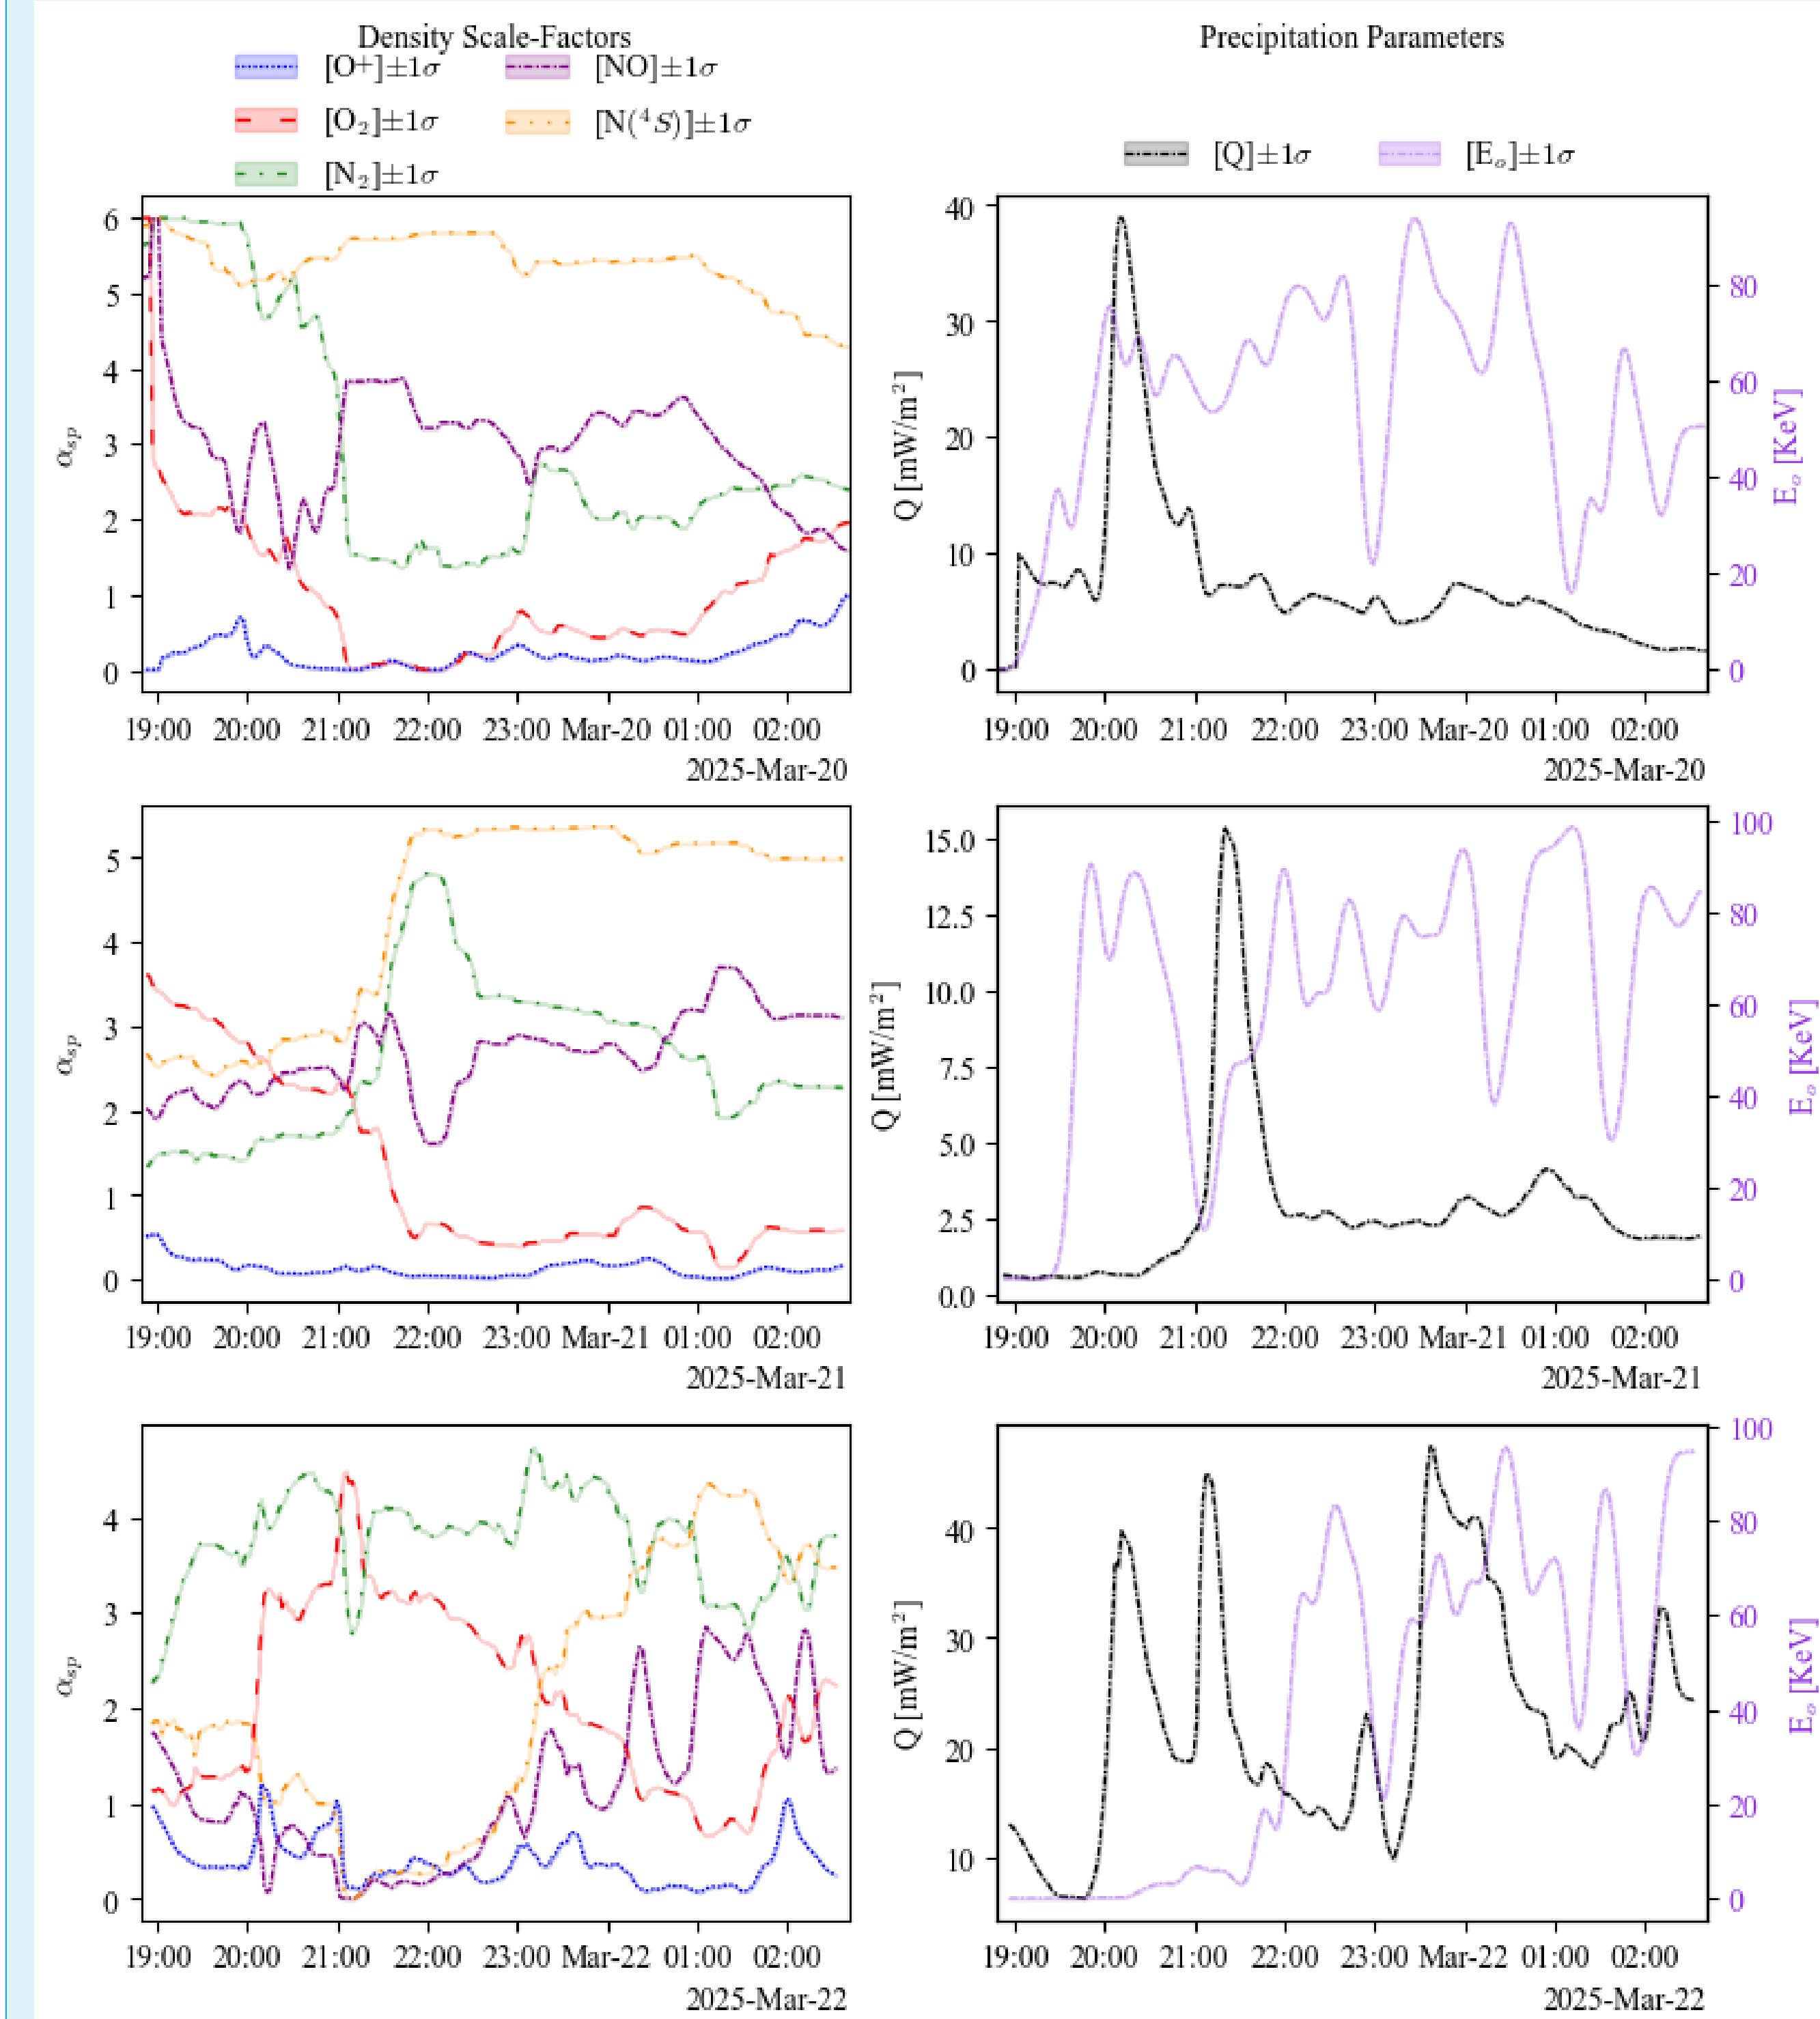 Density Scale-Factors
[O⁺]±1σ [NO]±1σ
[O₂]±1σ [N(⁴S)]±1σ
[N₂]±1σ
Precipitation Parameters
[Q]±1σ [Eₒ]±1σ
6
5
4
3
2
1
0
αₛₚ
19:00 20:00 21:00 22:00 23:00 Mar-20 01:00 02:00
2025-Mar-20
40
30
20
10
0
Q [mW/m²]
80
60
40
20
0
Eₒ [KeV]
19:00 20:00 21:00 22:00 23:00 Mar-20 01:00 02:00
2025-Mar-20
5
4
3
2
1
0
αₛₚ
19:00 20:00 21:00 22:00 23:00 Mar-21 01:00 02:00
2025-Mar-21
15.0
12.5
10.0
7.5
5.0
2.5
0.0
Q [mW/m²]
100
80
60
40
20
0
Eₒ [KeV]
19:00 20:00 21:00 22:00 23:00 Mar-21 01:00 02:00
2025-Mar-21
4
3
2
1
0
αₛₚ
19:00 20:00 21:00 22:00 23:00 Mar-22 01:00 02:00
2025-Mar-22
40
30
20
10
Q [mW/m²]
100
80
60
40
20
0
Eₒ [KeV]
19:00 20:00 21:00 22:00 23:00 Mar-22 01:00 02:00
2025-Mar-22